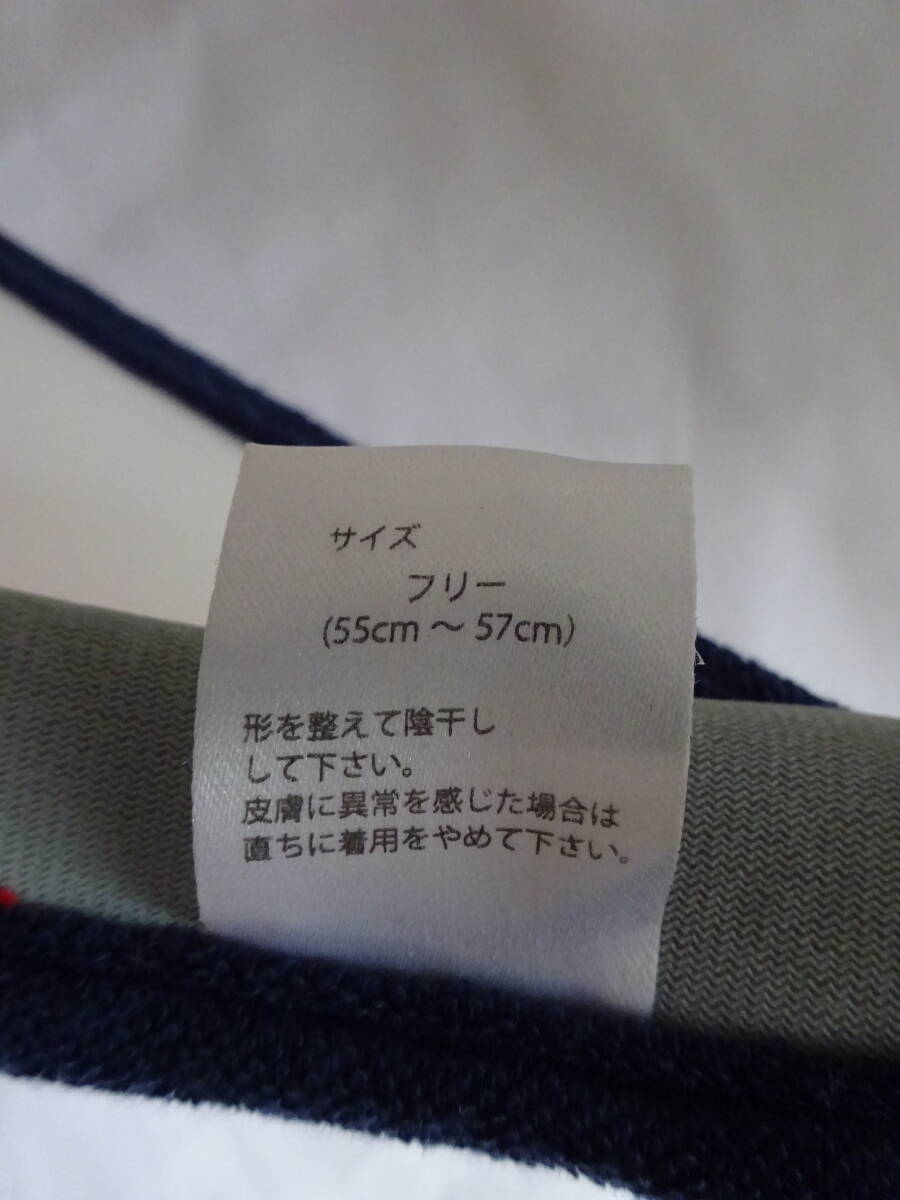 サイズ
フリー
(55cm ～ 57cm)
形を整えて陰干し
して下さい。
皮膚に異常を感じた場合は
直ちに着用をやめて下さい。